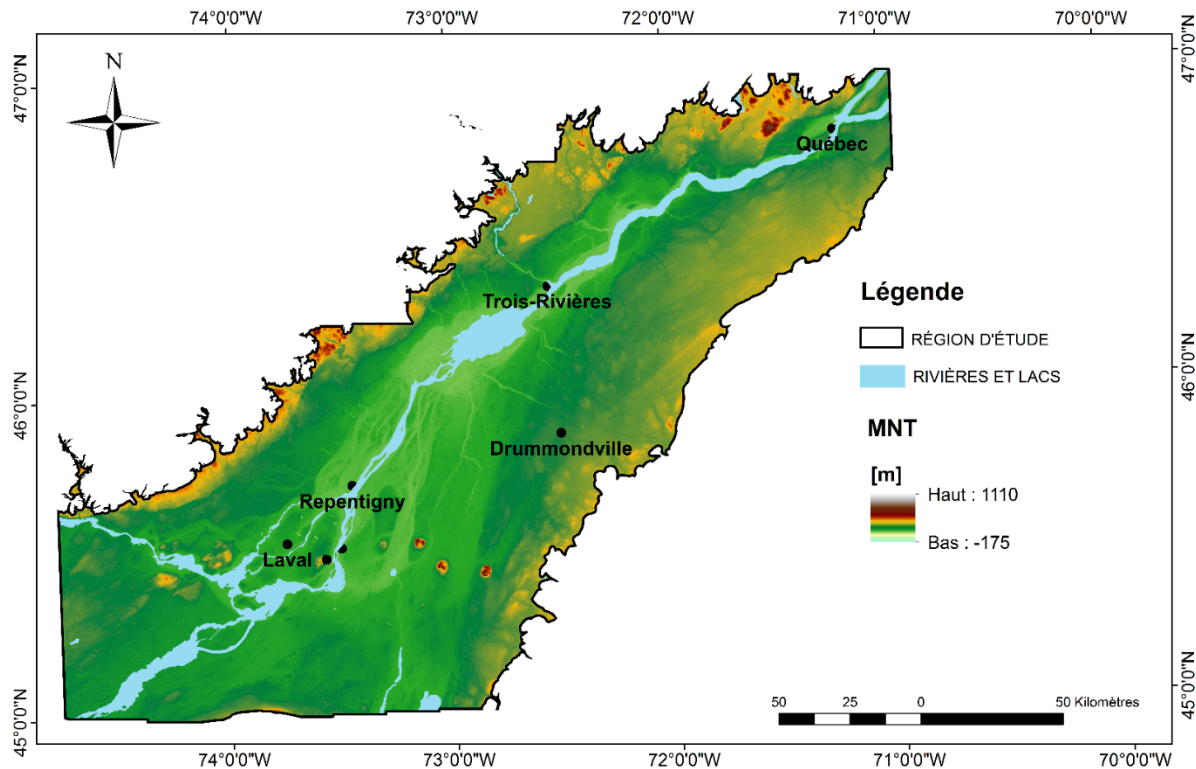 74°0'0"W 73°0'0"W 72°0'0"W 71°0'0"W 70°0'0"W
47°0'0"N
47°0'0"N
N
Québec
Trois-Rivières
Légende
RÉGION D'ÉTUDE
RIVIÈRES ET LACS
46°0'0"N
46°0'0"N
MNT
Drummondville
[m]
Haut : 1110
Repentigny
Bas : -175
Laval
45°0'0"N
45°0'0"N
50 25 0 50 Kilomètres
74°0'0"W 73°0'0"W 72°0'0"W 71°0'0"W 70°0'0"W